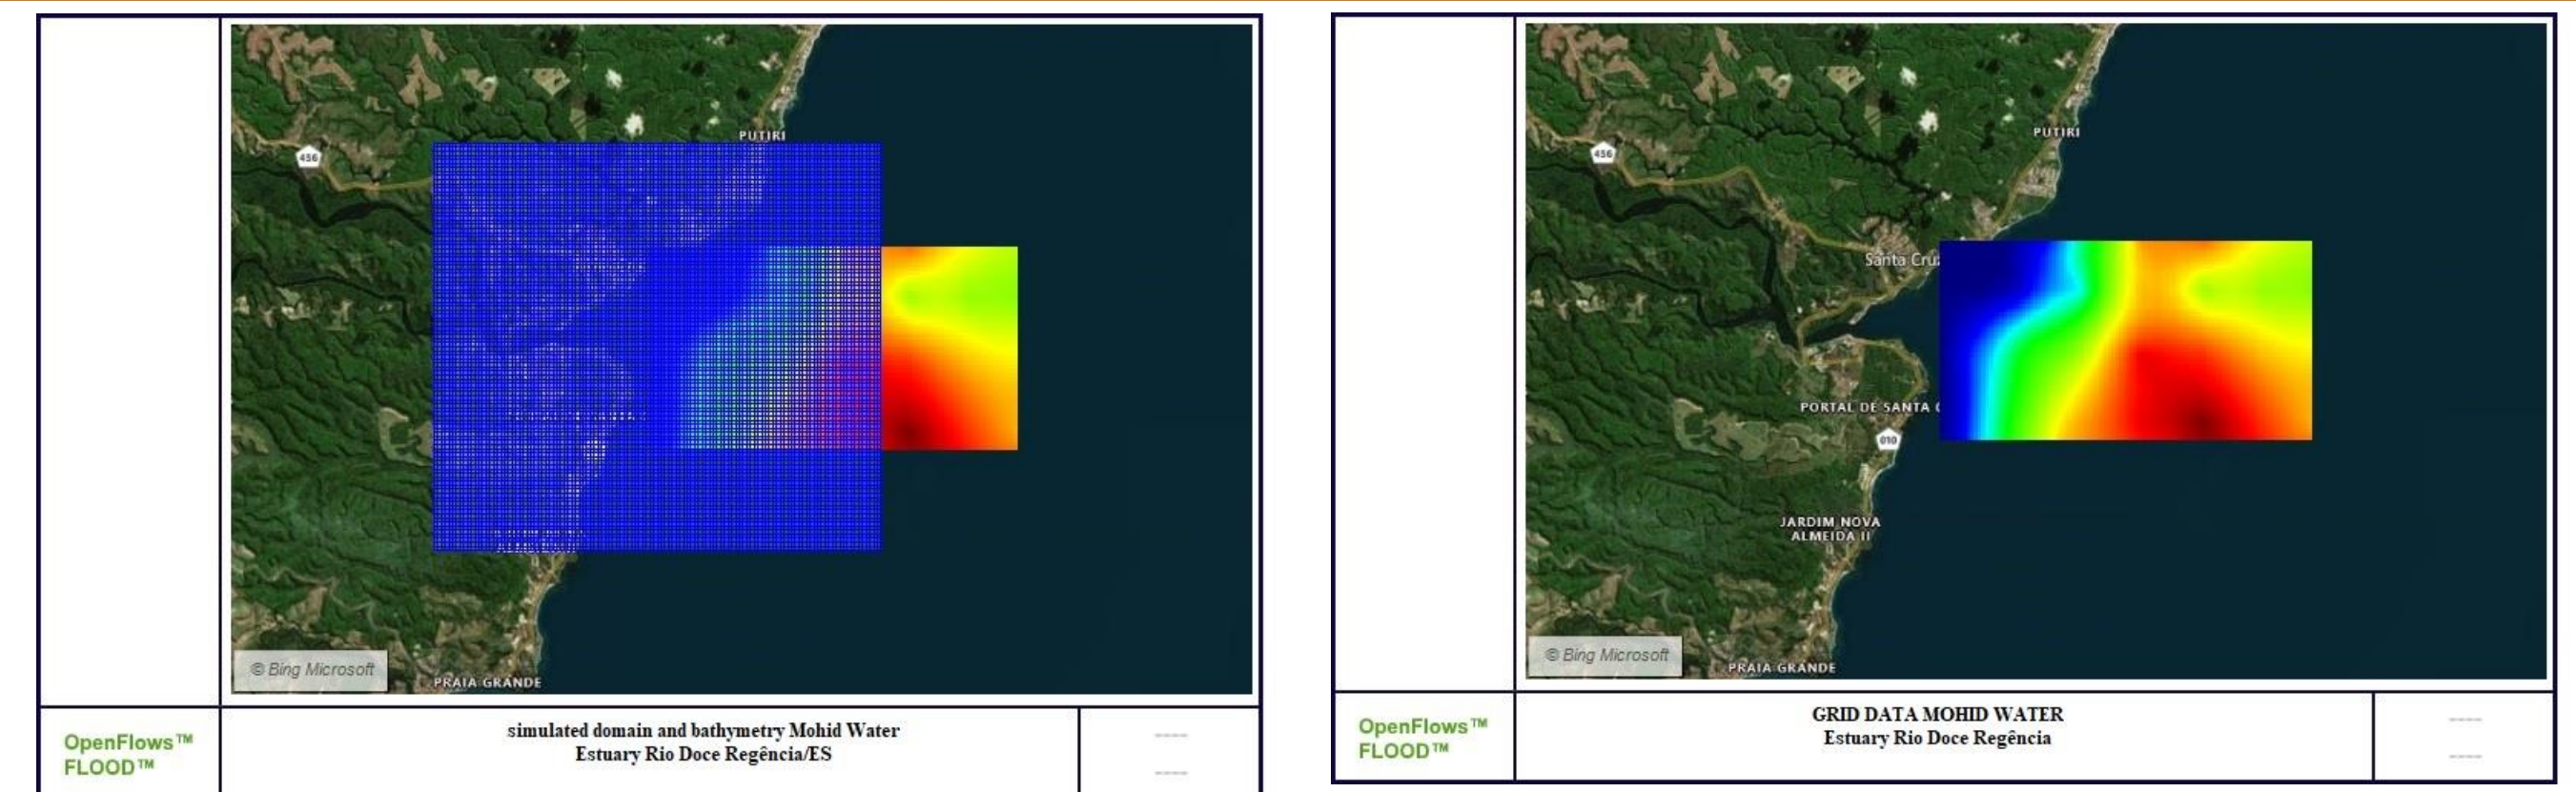 PUTIRI
456
© Bing Microsoft
PRAIA GRANDE
OpenFlows™
FLOOD™
simulated domain and bathymetry Mohid Water
Estuary Rio Doce Regência/ES
PUTIRI
456
Santa Cruz
PORTAL DE SANTA C
010
JARDIM NOVA
ALMEIDA II
© Bing Microsoft
PRAIA GRANDE
OpenFlows™
FLOOD™
GRID DATA MOHID WATER
Estuary Rio Doce Regência